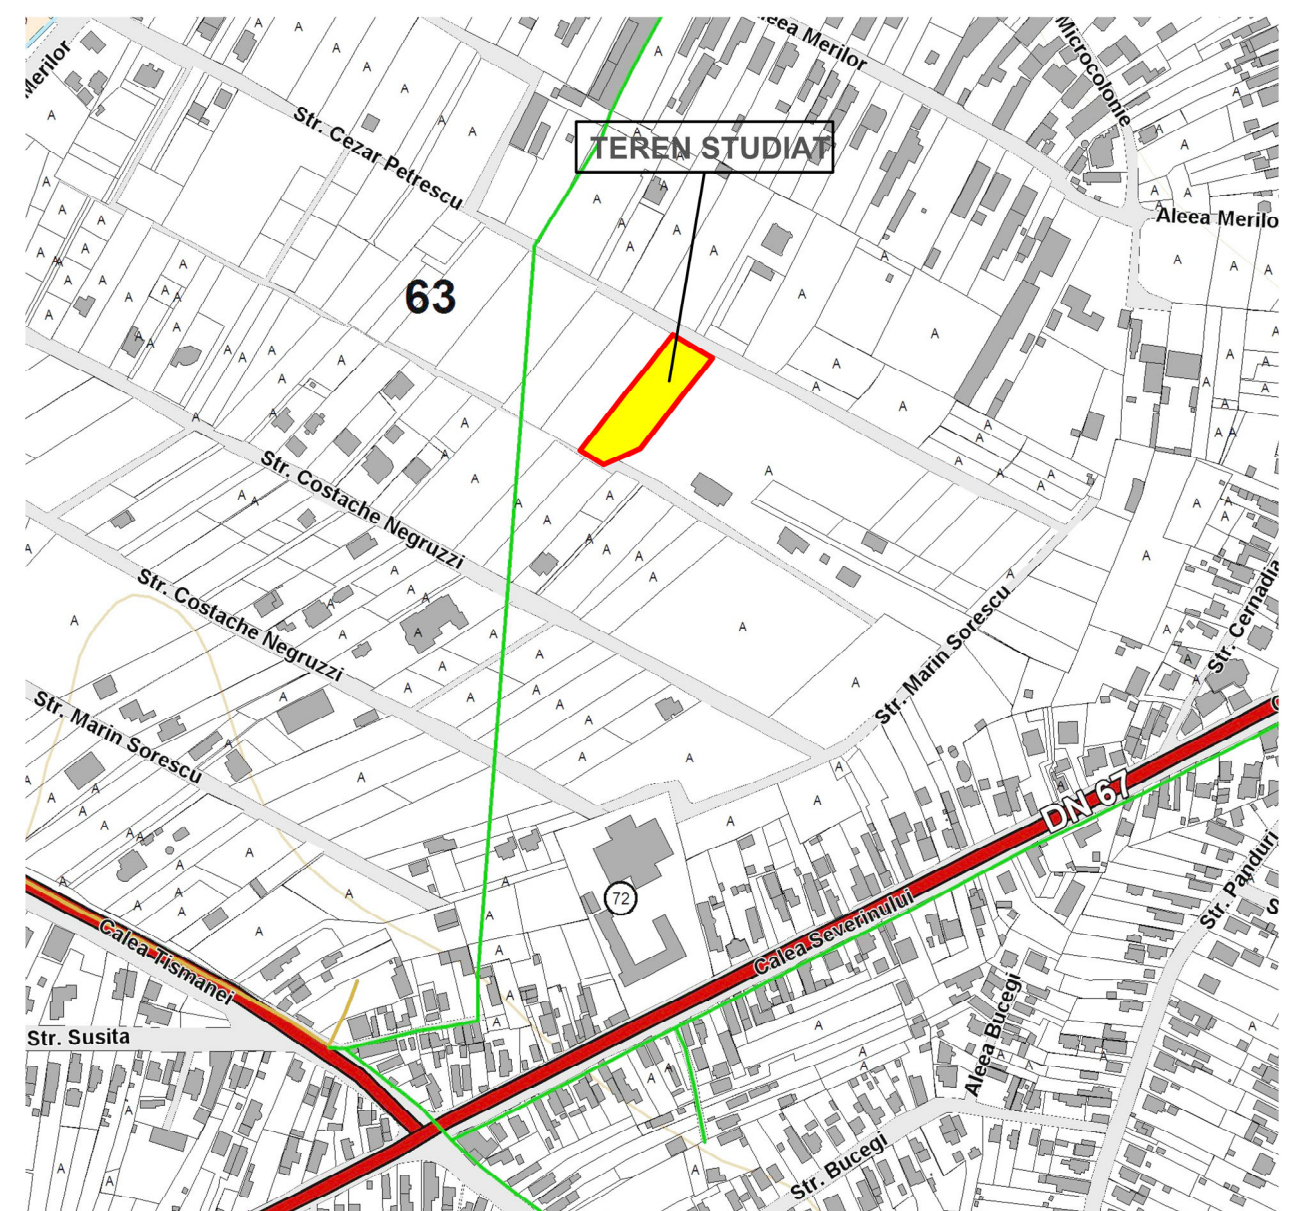 Merilor
Aleea Merilor
Microcolonie
Str. Cezar Petrescu
TEREN STUDIAT
Aleea Merilo
63
Str. Costache Negruzzi
Str. Costache Negruzzi
Str. Marin Sorescu
Str. Cernadia
Str. Marin Sorescu
DN 67
Str. Panduri
72
Calea Severinului
Calea Tismanei
Str. Susita
Aleea Bucegi
Str. Bucegi